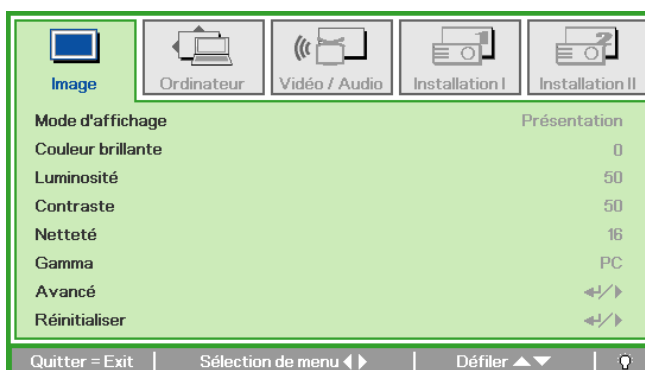 Image Ordinateur Vidéo / Audio Installation I Installation II
Mode d'affichage Présentation
Couleur brillante 0
Luminosité 50
Contraste 50
Netteté 16
Gamma PC
Avancé
Réinitialiser
Quitter = Exit Sélection de menu Défiler